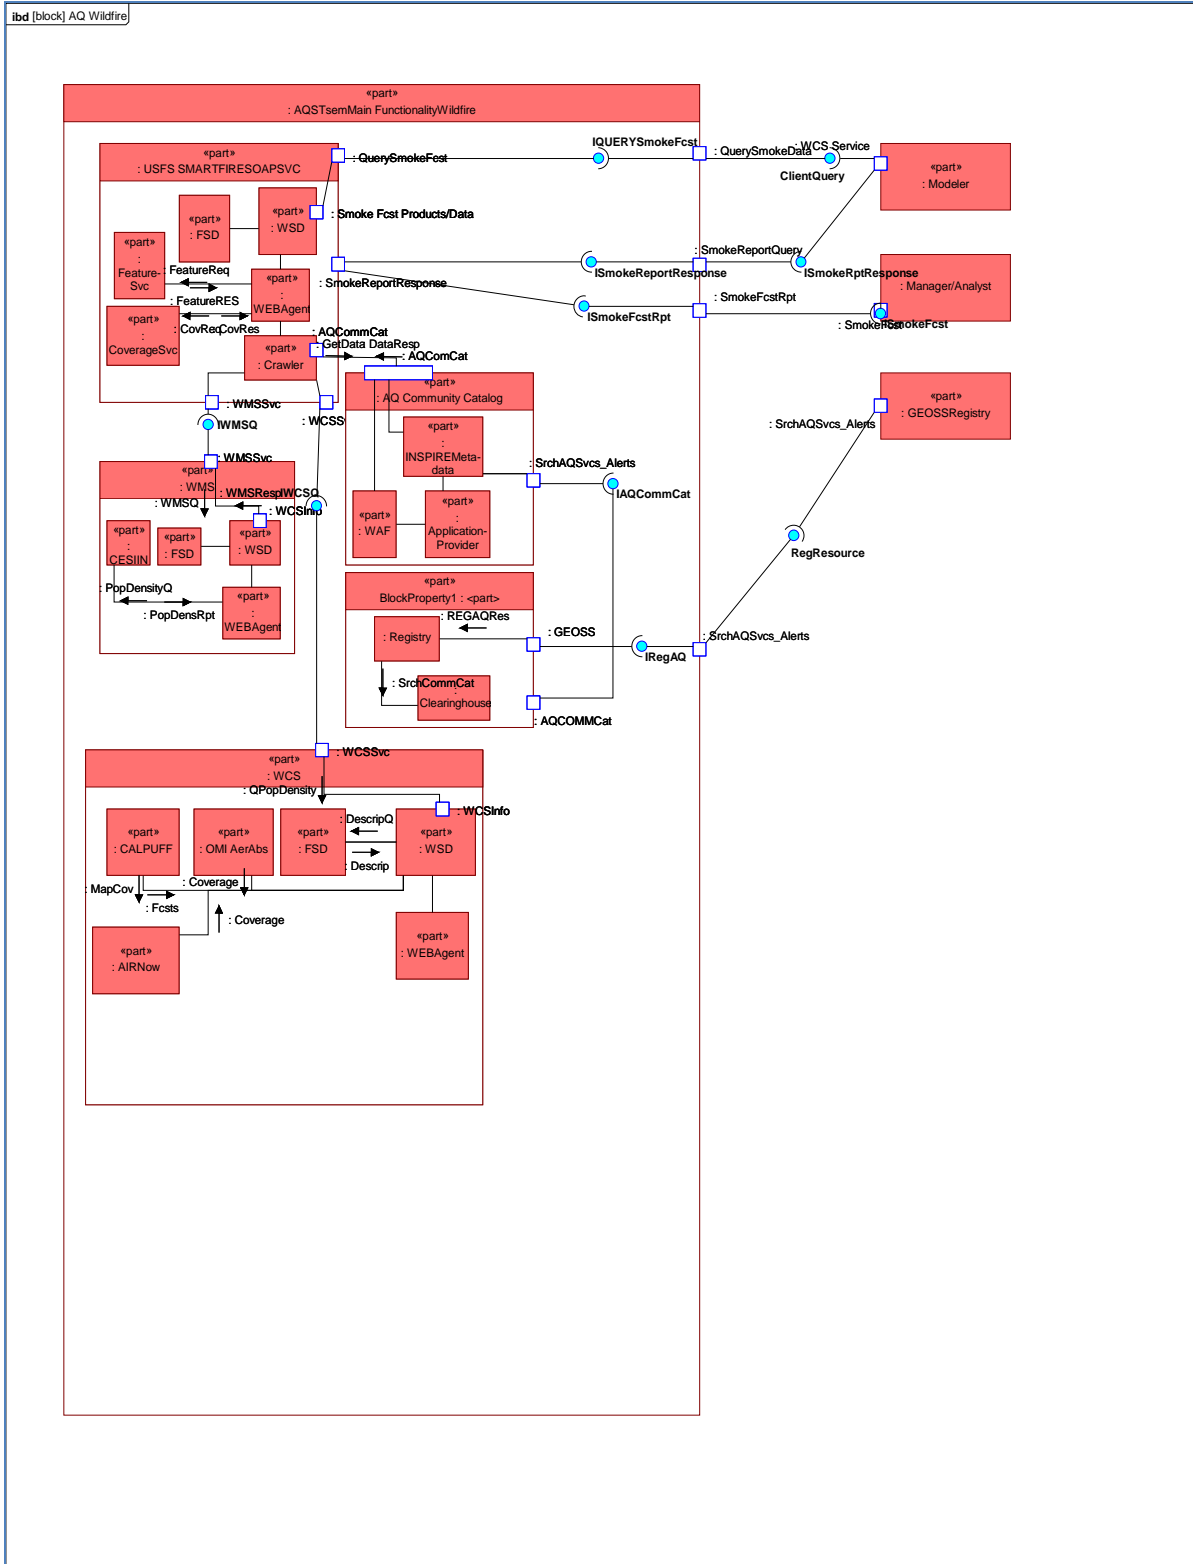 ibd [block] AQ Wildfire
«part»
: AQSTsemMain FunctionalityWildfire
«part»
: USFS SMARTFIRESOAPSVC
: QuerySmokeFcst
IQUERYSmokeFcst
: QuerySmokeData
: WCS Service
ClientQuery
«part»
: Modeler
«part»
: FSD
«part»
: WSD
: Smoke Fcst Products/Data
«part»
:
Feature-
Svc
: FeatureReq
: FeatureRES
«part»
:
WEBAgent
: SmokeReportResponse
ISmokeReportResponse
: SmokeReportQuery
ISmokeRptResponse
«part»
: Manager/Analyst
ISmokeFcstRpt
: SmokeFcstRpt
: SmokeFcst
ISmokeFcst
«part»
: CoverageSvc
: CovReq
: CovRes
«part»
: Crawler
: AQCommCat
: GetData
DataResp
: AQComCat
«part»
: AQ Community Catalog
«part»
:
INSPIREMeta-
data
«part»
: WAF
«part»
:
Application-
Provider
: SrchAQSvcs_Alerts
IAQCommCat
«part»
: GEOSSRegistry
: SrchAQSvcs_Alerts
RegResource
: WMSSvc
: WCSS
IWMSQ
: WMSSvc
«part»
: WMS
: WMSQ
: WMSResp
IWCSQ
: WCSInfo
«part»
:
CESIIN
«part»
: FSD
«part»
: WSD
: PopDensityQ
: PopDensRpt
«part»
:
WEBAgent
«part»
BlockProperty1 : <part>
: REGAQRes
: Registry
: GEOSS
IRegAQ
: SrchAQSvcs_Alerts
: SrchCommCat
:
Clearinghouse
: AQCOMMCat
: WCSSvc
«part»
: WCS
: QPopDensity
: WCSInfo
«part»
: CALPUFF
«part»
: OMI AerAbs
«part»
: FSD
: DescripQ
: Descrip
«part»
: WSD
: MapCov
: Fcsts
: Coverage
: Coverage
«part»
: AIRNow
«part»
: WEBAgent